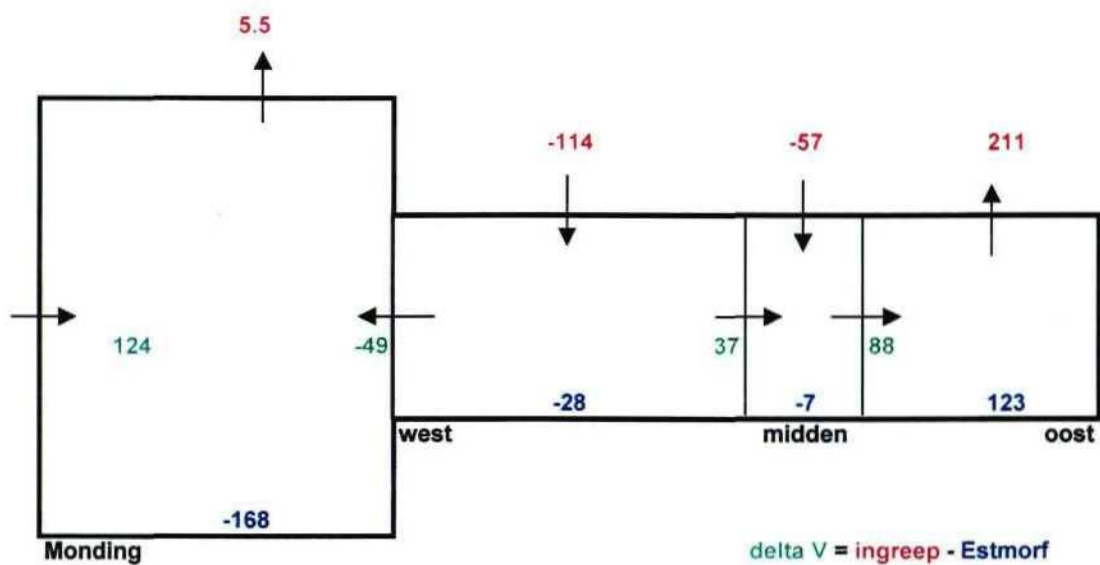 5.5
-114 -57 211
124 -49 37 88
-28 -7 123
west midden oost
-168
Monding
delta V = ingreep - Estmorf